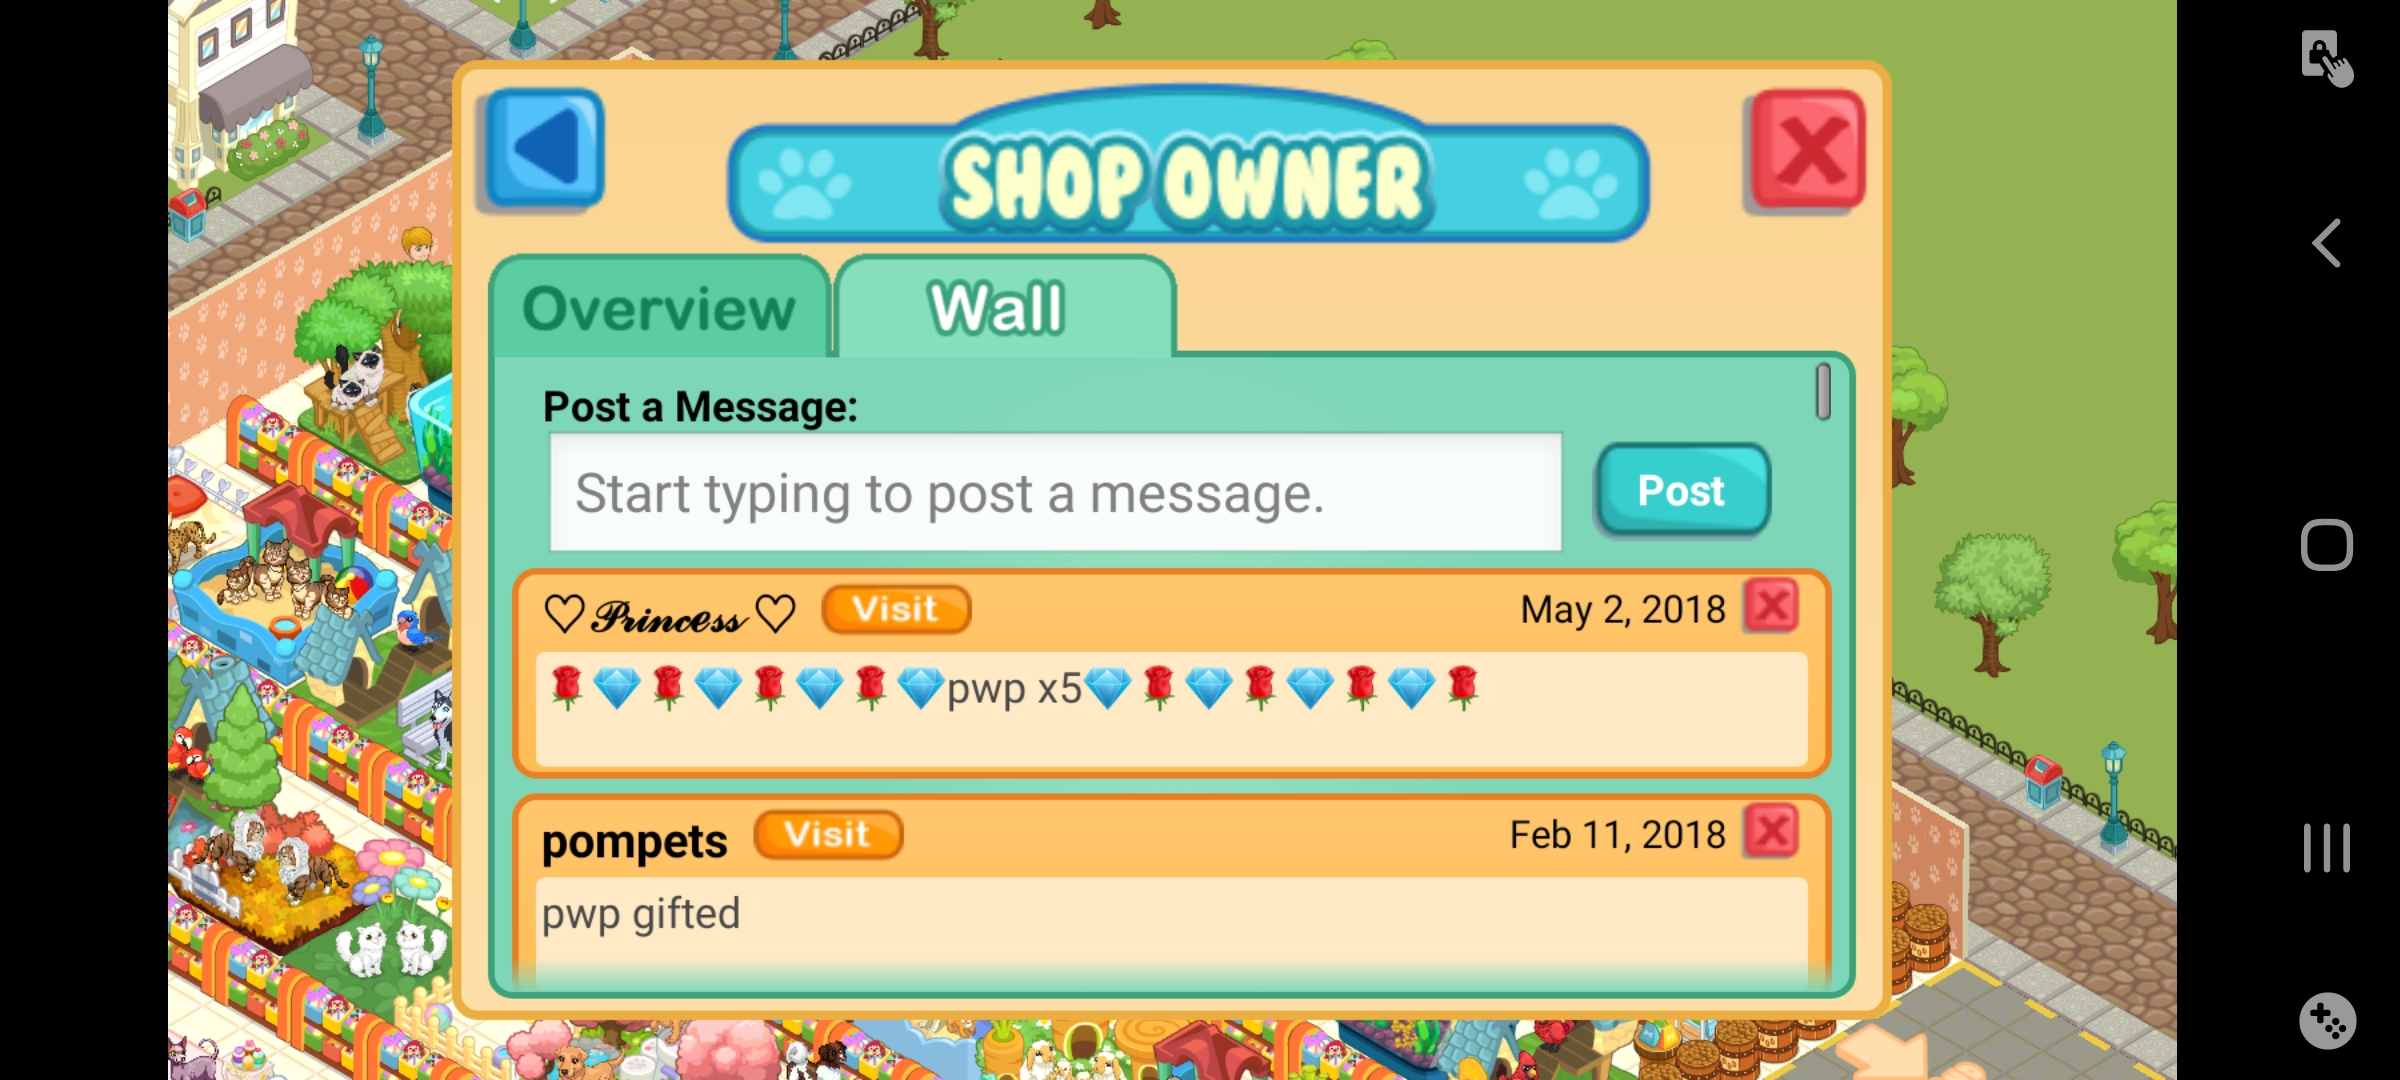 SHOP OWNER
Overview
Wall
Post a Message:
Start typing to post a message.
Post
♡𝓟𝓻𝓲𝓷𝓬𝓮𝓼𝓼♡
Visit
May 2, 2018
🌹💎🌹💎🌹💎🌹💎pwp x5💎🌹💎🌹💎🌹💎🌹
pompets
Visit
Feb 11, 2018
pwp gifted